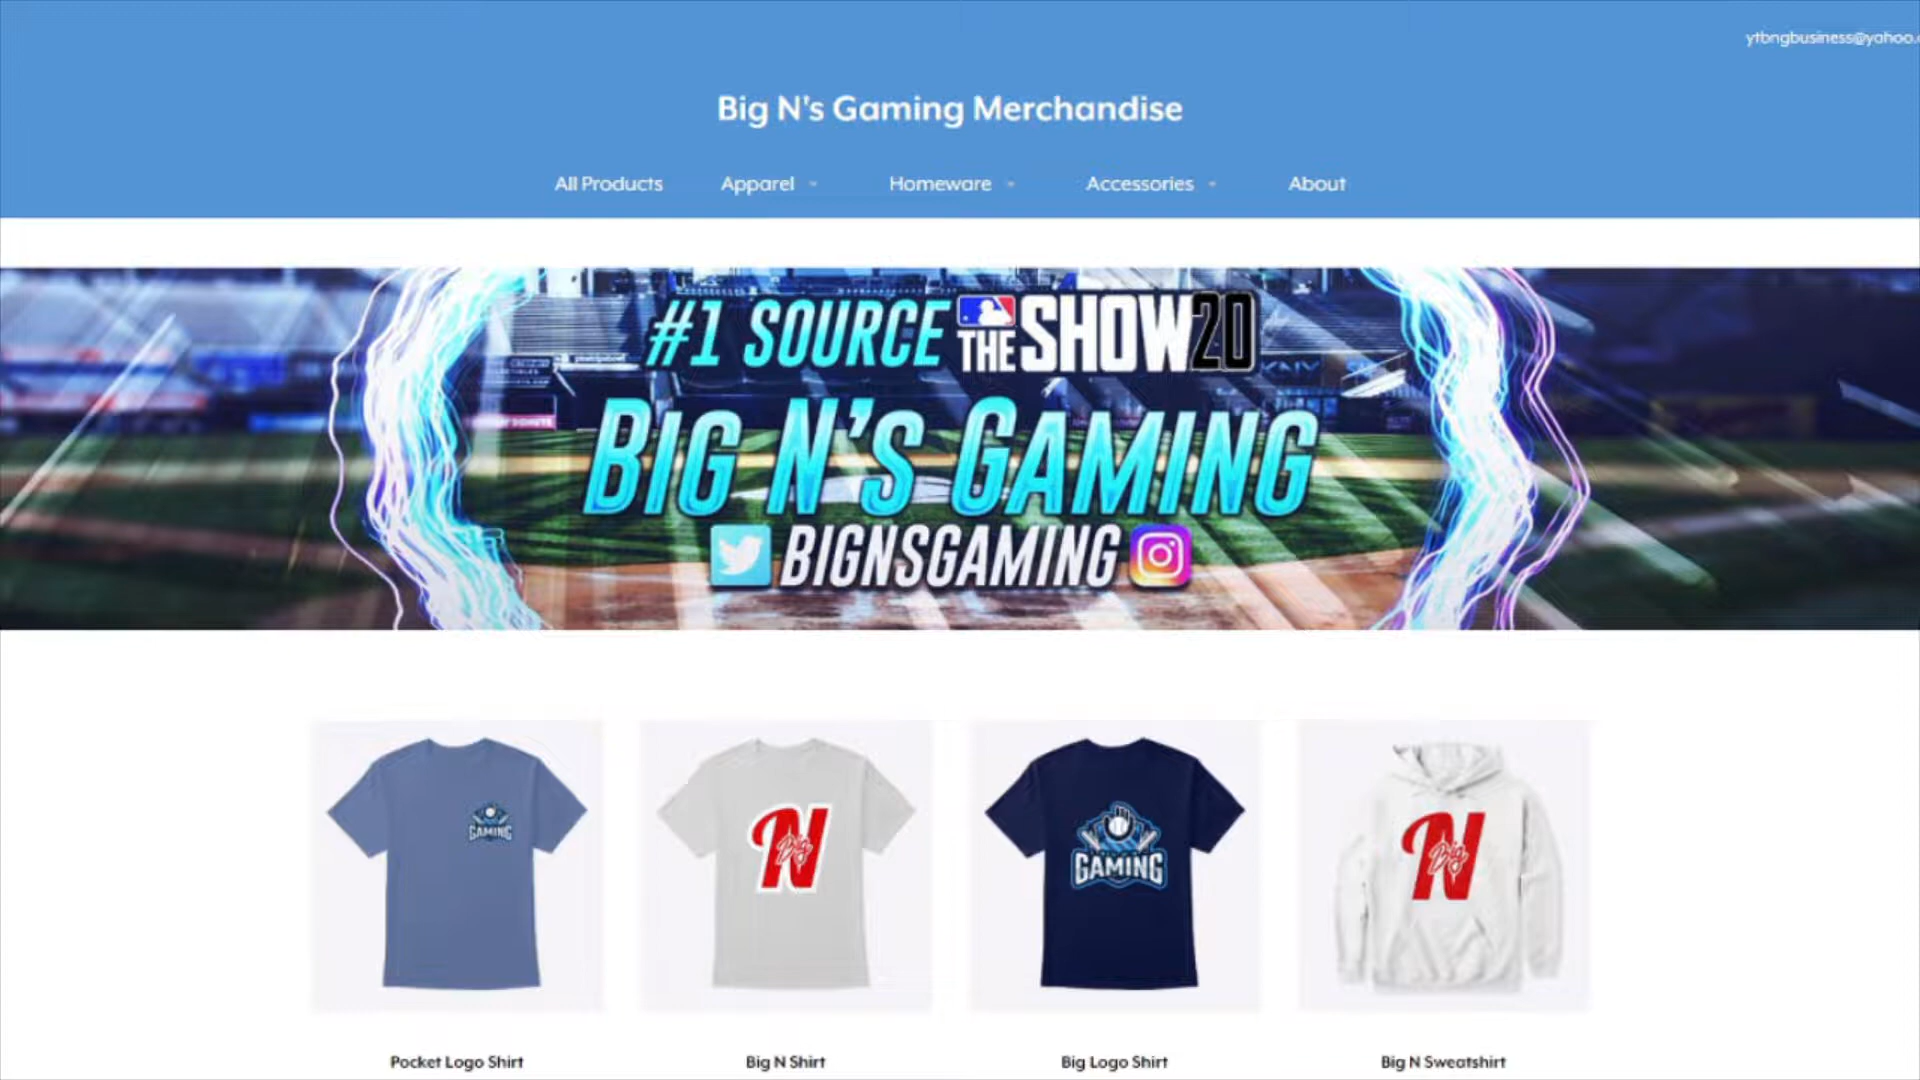 ytbngbusiness@yahoo.
Big N's Gaming Merchandise
All Products Apparel Homeware Accessories About
#1 SOURCE THE SHOW 20
BIG N'S GAMING
BIGNSGAMING
GAMING
Big N
GAMING
Big N
Pocket Logo Shirt Big N Shirt Big Logo Shirt Big N Sweatshirt